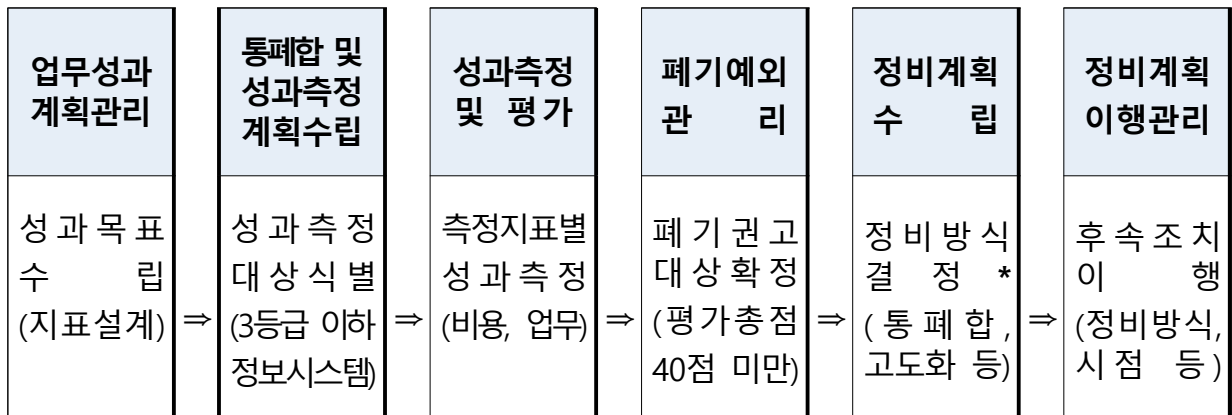 업무성과
계획관리
통폐합 및
성과측정
계획수립
성과측정
및 평가
폐기예외
관 리
정비계획
수 립
정비계획
이행관리
성과목표
수 립
(지표설계)
⇒
성과측정
대상식별
(3등급 이하
정보시스템)
⇒
측정지표별
성과측정
(비용, 업무)
⇒
폐기권고
대상확정
(평가총점
40점 미만)
⇒
정비방식
결 정 *
(통폐합,
고도화 등)
⇒
후속조치
이 행
(정비방식,
시점 등)